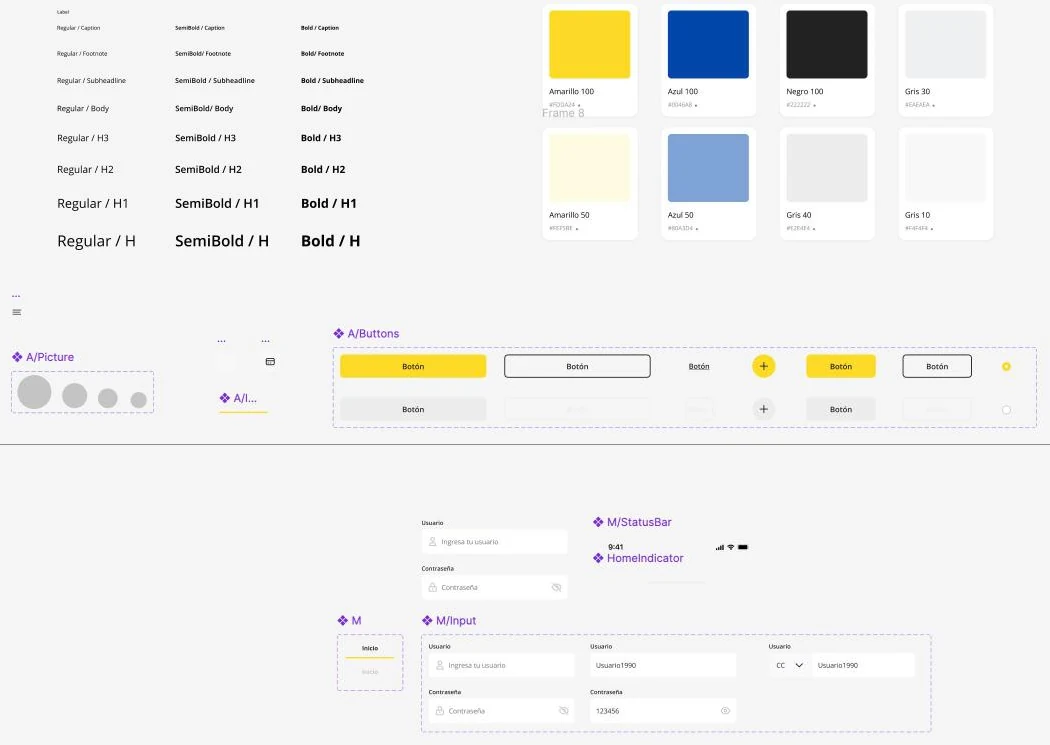 Label
Regular / Caption SemiBold / Caption Bold / Caption
Regular / Footnote SemiBold/ Footnote Bold/ Footnote
Regular / Subheadline SemiBold / Subheadline Bold / Subheadline
Regular / Body SemiBold/ Body Bold/ Body
Regular / H3 SemiBold / H3 Bold / H3
Regular / H2 SemiBold / H2 Bold / H2
Regular / H1 SemiBold / H1 Bold / H1
Regular / H SemiBold / H Bold / H
Amarillo 100 Azul 100 Negro 100 Gris 30
#FDDA24 #0046A8 #222222 #EAEAEA
Frame 8
Amarillo 50 Azul 50 Gris 40 Gris 10
#80A3D4 #F4F4F4
...
A/Picture
... ...
A/I...
A/Buttons
Botón Botón Botón Botón Botón
Botón Botón
Usuario
Ingresa tu usuario
Contraseña
Contraseña
M/StatusBar
9:41
HomeIndicator
M
Inicio
Inicio
M/Input
Usuario Usuario Usuario
Ingresa tu usuario Usuario1990 CC Usuario1990
Contraseña Contraseña
Contraseña 123456